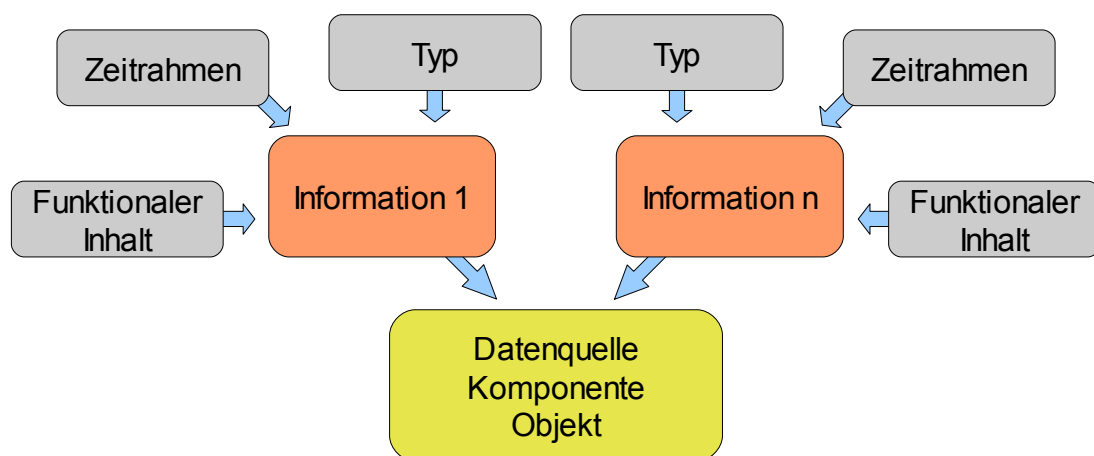 Zeitrahmen
Typ
Typ
Zeitrahmen
Funktionaler
Inhalt
Information 1
Information n
Funktionaler
Inhalt
Datenquelle
Komponente
Objekt